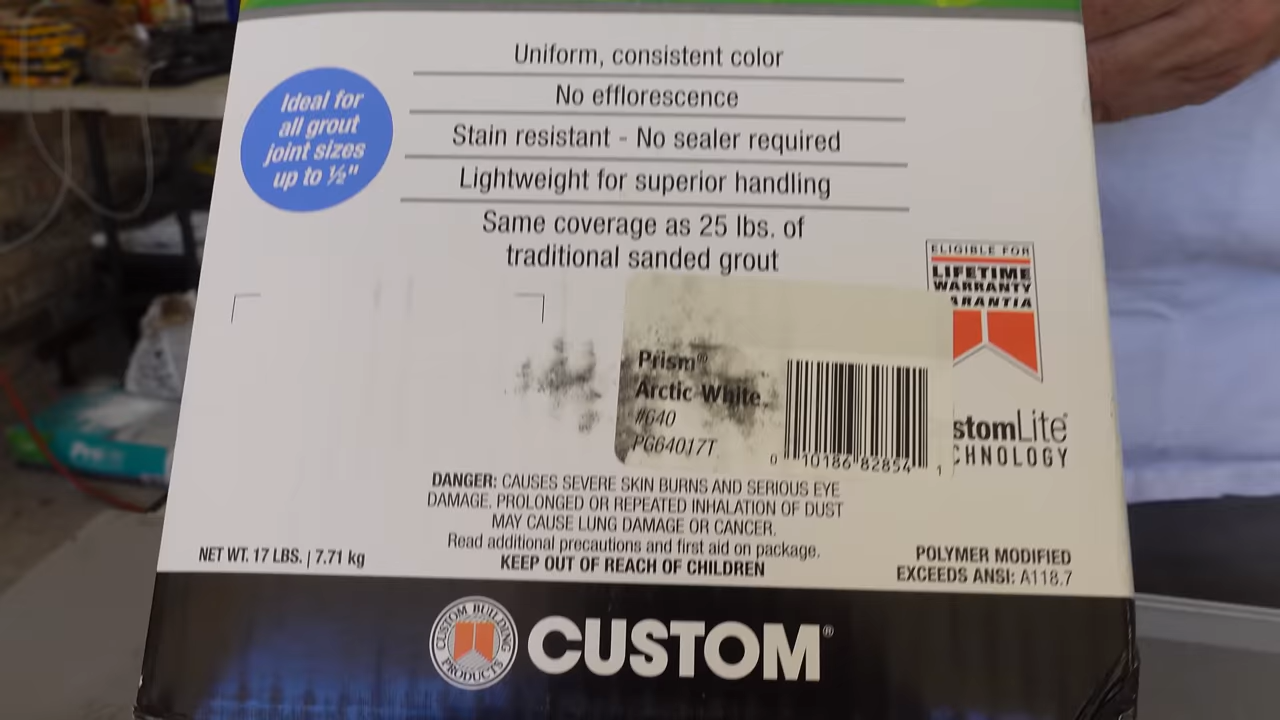 Uniform, consistent color
No efflorescence
Stain resistant - No sealer required
Lightweight for superior handling
Same coverage as 25 lbs. of
traditional sanded grout
Ideal for
all grout
joint sizes
up to ½"
ELIGIBLE FOR
LIFETIME
WARRANTY
ARANTIA
Prism®
Arctic White
#640
PG64017T
0 10186 82854 1
stomLite
CHNOLOGY
DANGER: CAUSES SEVERE SKIN BURNS AND SERIOUS EYE
DAMAGE. PROLONGED OR REPEATED INHALATION OF DUST
MAY CAUSE LUNG DAMAGE OR CANCER.
Read additional precautions and first aid on package.
KEEP OUT OF REACH OF CHILDREN
NET WT. 17 LBS. | 7.71 kg
POLYMER MODIFIED
EXCEEDS ANSI: A118.7
CUSTOM BUILDING
PRODUCTS
CUSTOM®